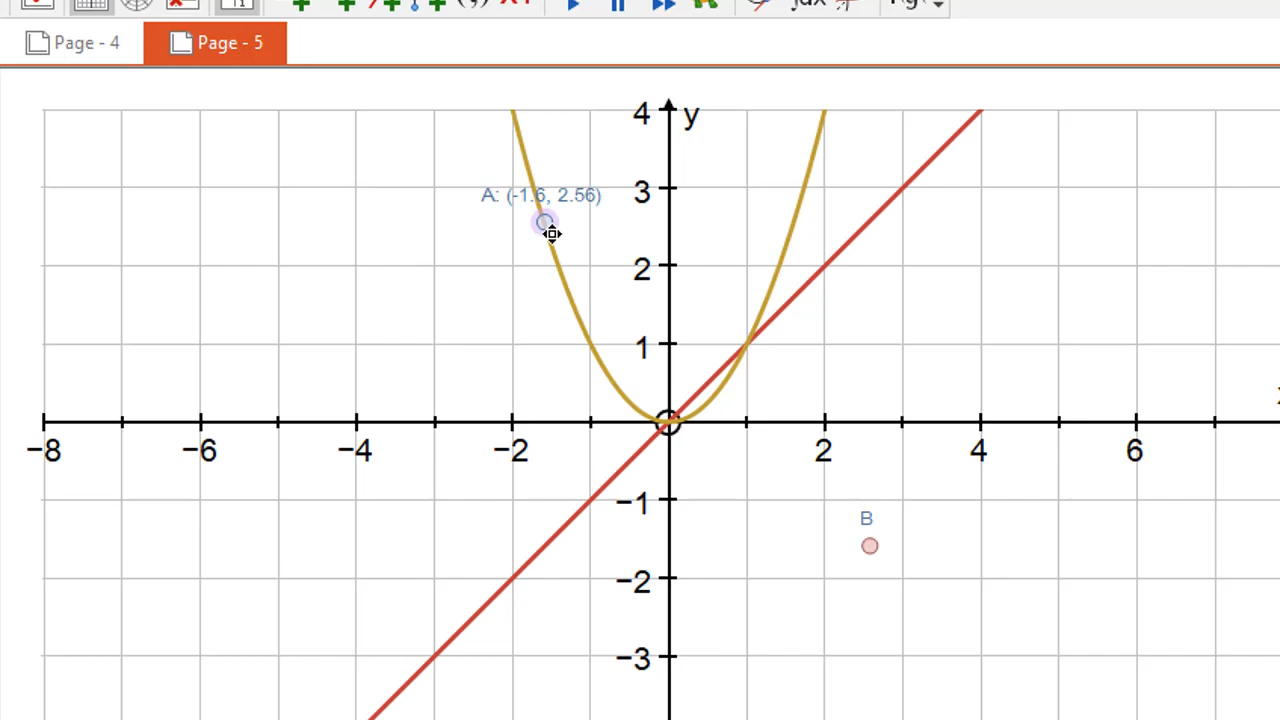 Page - 4
Page - 5
4 y
A: (-1.6, 2.56)
3
2
1
−8 −6 −4 −2 2 4 6
−1
B
−2
−3